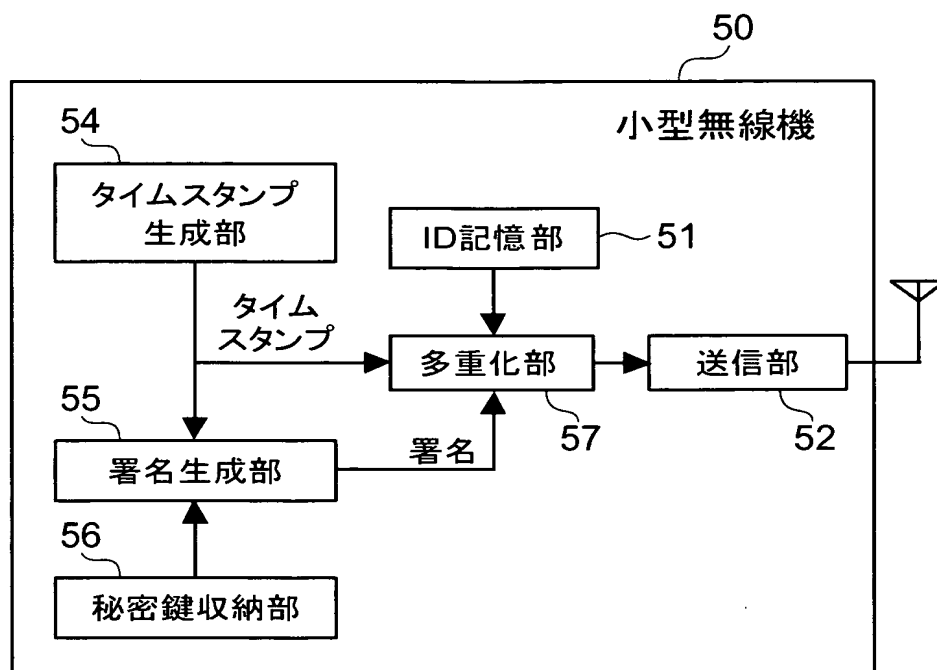 50
小型無線機
54
タイムスタンプ
生成部
ID記憶部
51
タイム
スタンプ
多重化部
送信部
55
57
52
署名
署名生成部
56
秘密鍵収納部